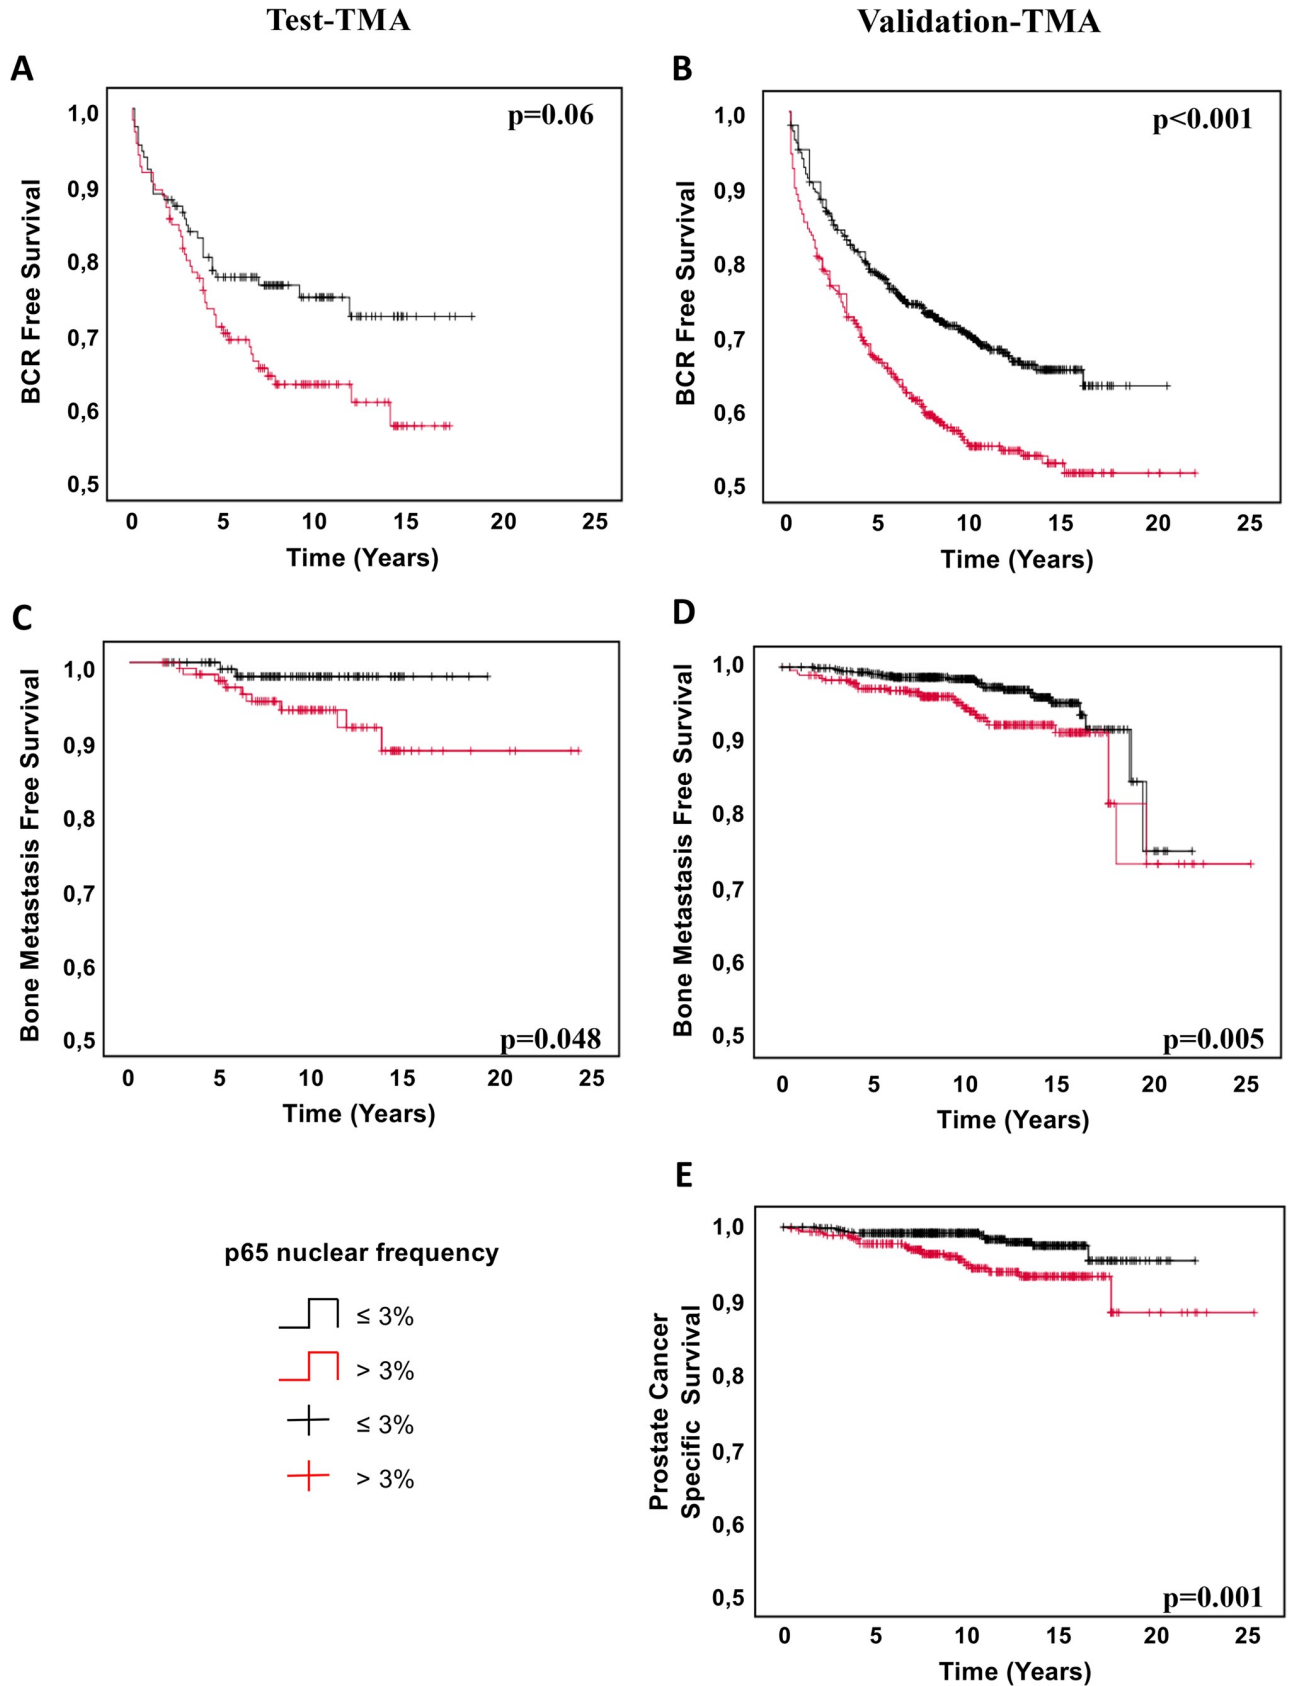 Test-TMA
Validation-TMA
A
p=0.06
1,0
0,9
0,8
0,7
0,6
0,5
BCR Free Survival
0 5 10 15 20 25
Time (Years)
B
p<0.001
1,0
0,9
0,8
0,7
0,6
0,5
BCR Free Survival
0 5 10 15 20 25
Time (Years)
C
1,0
0,9
0,8
0,7
0,6
0,5
Bone Metastasis Free Survival
p=0.048
0 5 10 15 20 25
Time (Years)
D
1,0
0,9
0,8
0,7
0,6
0,5
Bone Metastasis Free Survival
p=0.005
0 5 10 15 20 25
Time (Years)
p65 nuclear frequency
≤ 3%
> 3%
≤ 3%
> 3%
E
1,0
0,9
0,8
0,7
0,6
0,5
Prostate Cancer
Specific Survival
p=0.001
0 5 10 15 20 25
Time (Years)